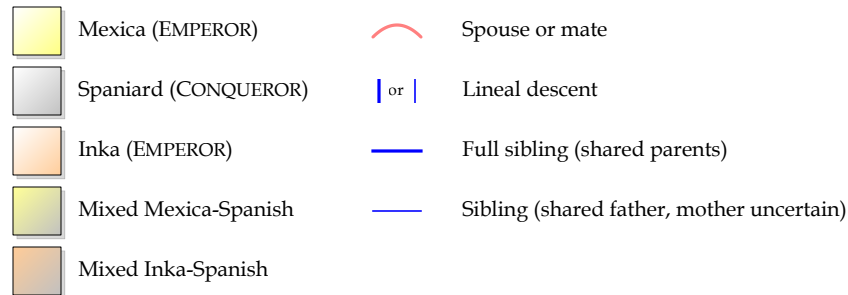 Mexica (EMPEROR)
Spouse or mate
Spaniard (CONQUEROR)
or
Lineal descent
Inka (EMPEROR)
Full sibling (shared parents)
Mixed Mexica-Spanish
Sibling (shared father, mother uncertain)
Mixed Inka-Spanish